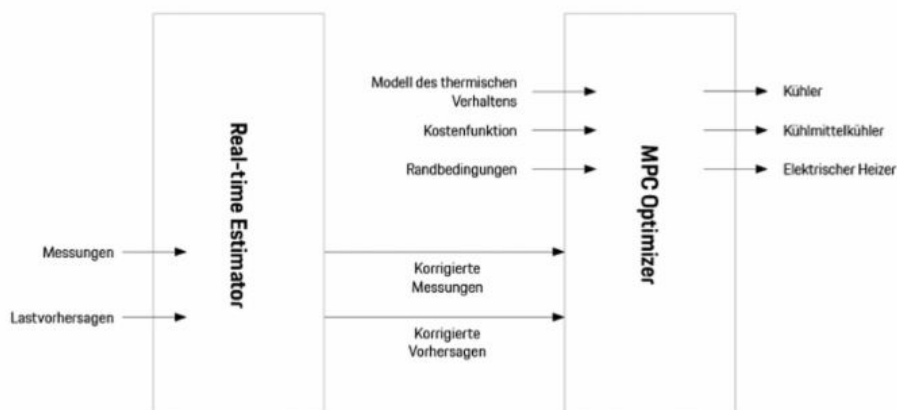 Real-time Estimator
Messungen
Lastvorhersagen
Modell des thermischen
Verhaltens
Kostenfunktion
Randbedingungen
Korrigierte
Messungen
Korrigierte
Vorhersagen
MPC Optimizer
Kühler
Kühlmittelkühler
Elektrischer Heizer